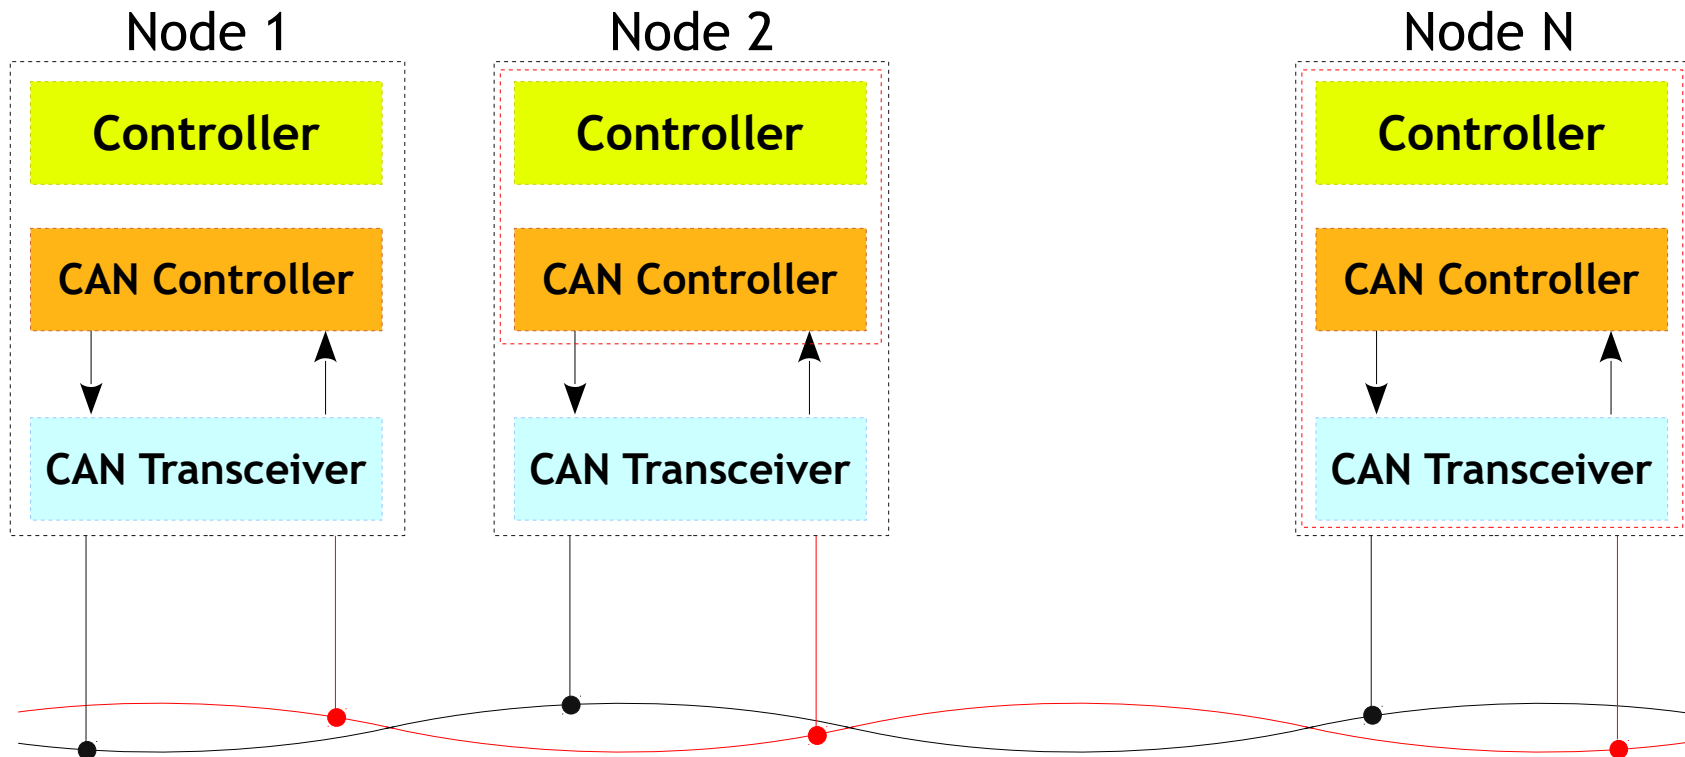 Node 1
Node 2
Node N
Controller
Controller
Controller
CAN Controller
CAN Controller
CAN Controller
CAN Transceiver
CAN Transceiver
CAN Transceiver